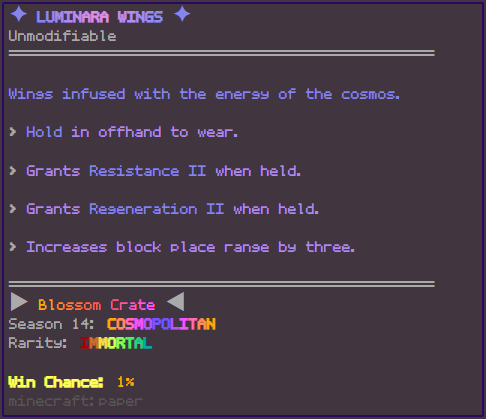 ✦ LUMINARA WINGS ✦
Unmodifiable
Wings infused with the energy of the cosmos.
> Hold in offhand to wear.
> Grants Resistance II when held.
> Grants Regeneration II when held.
> Increases block place range by three.
▶ Blossom Crate ◀
Season 14: COSMOPOLITAN
Rarity: IMMORTAL
Win Chance: 1%
minecraft:paper